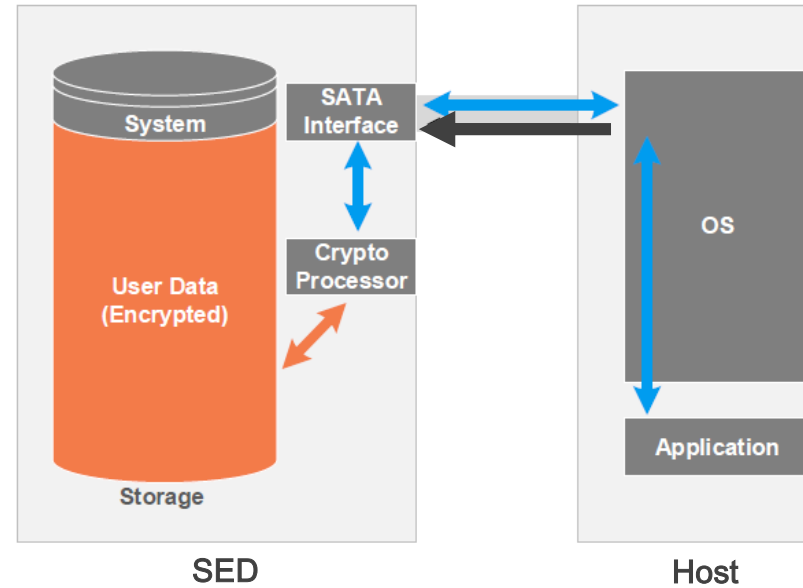 System
SATA
Interface
Crypto
Processor
User Data
(Encrypted)
Storage
SED
OS
Application
Host